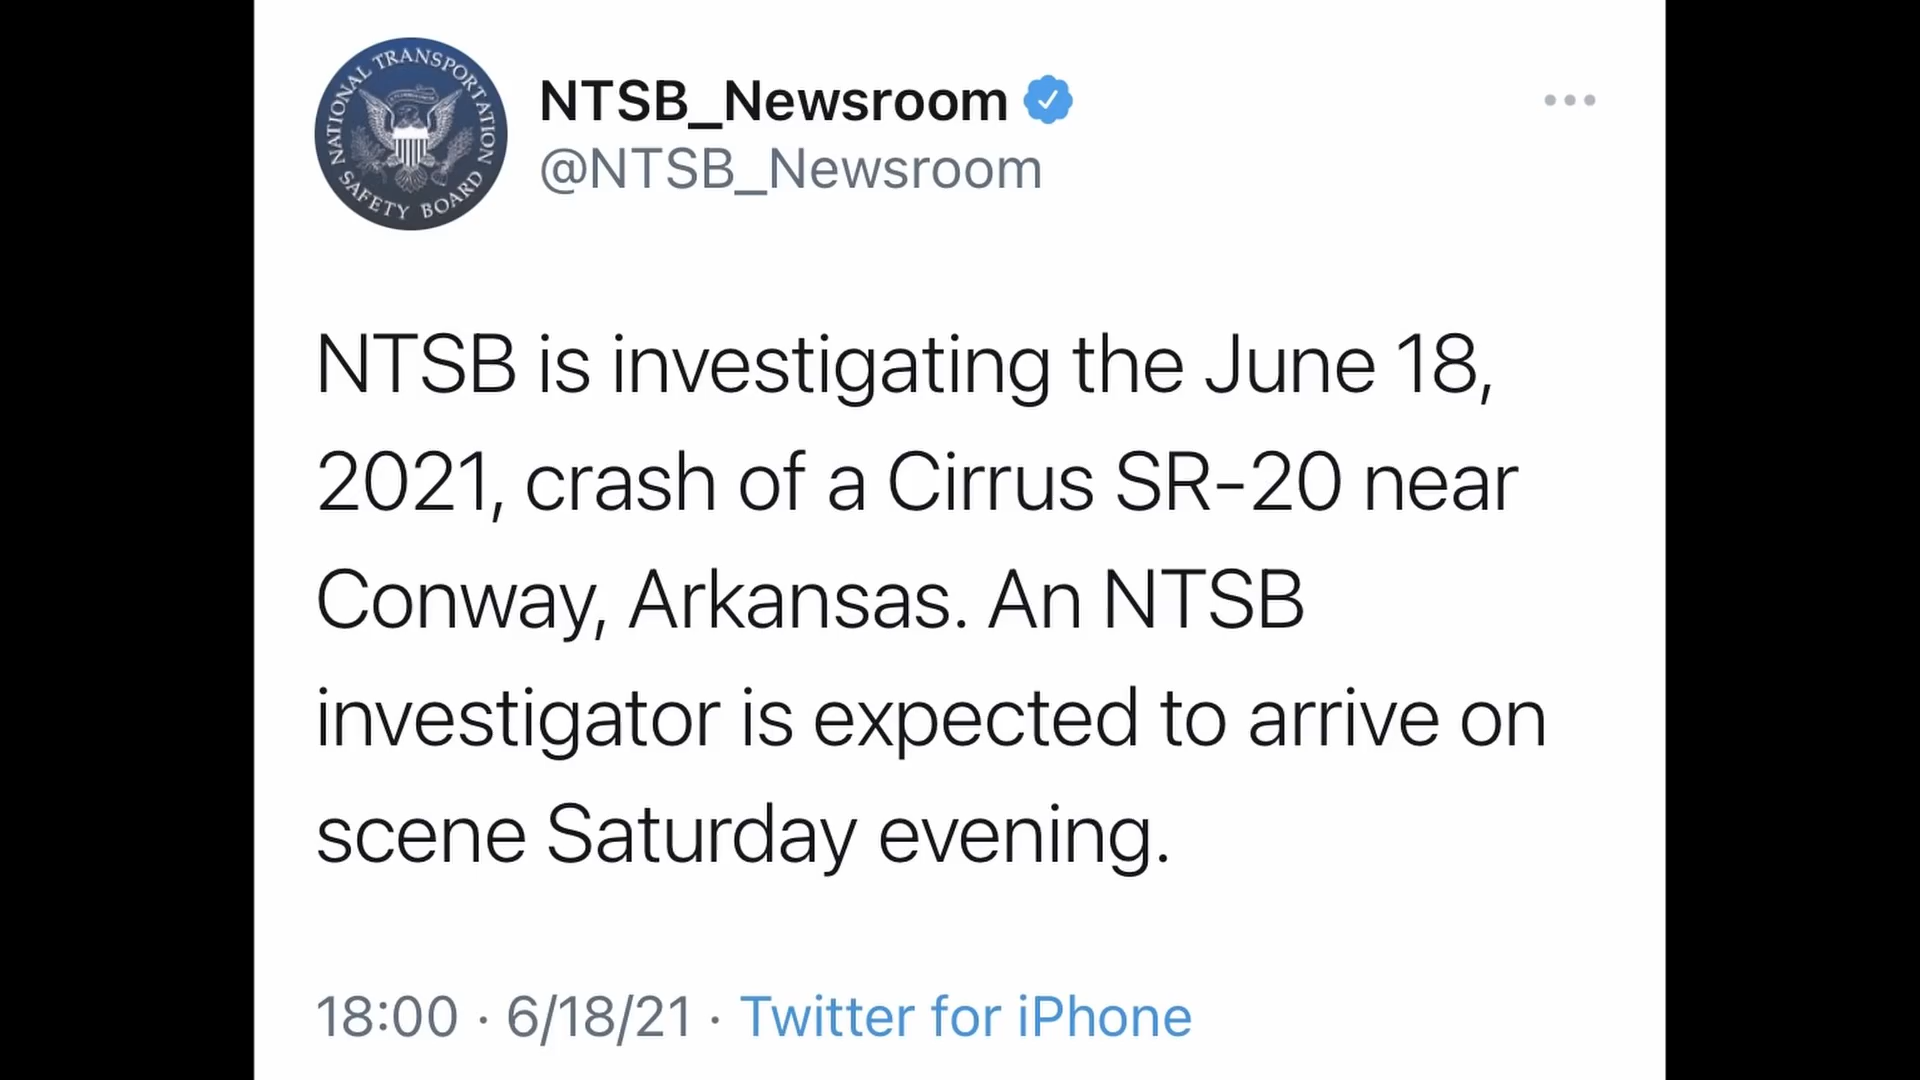 NATIONAL TRANSPORTATION SAFETY BOARD
NTSB_Newsroom
@NTSB_Newsroom
NTSB is investigating the June 18,
2021, crash of a Cirrus SR-20 near
Conway, Arkansas. An NTSB
investigator is expected to arrive on
scene Saturday evening.
18:00 · 6/18/21 · Twitter for iPhone